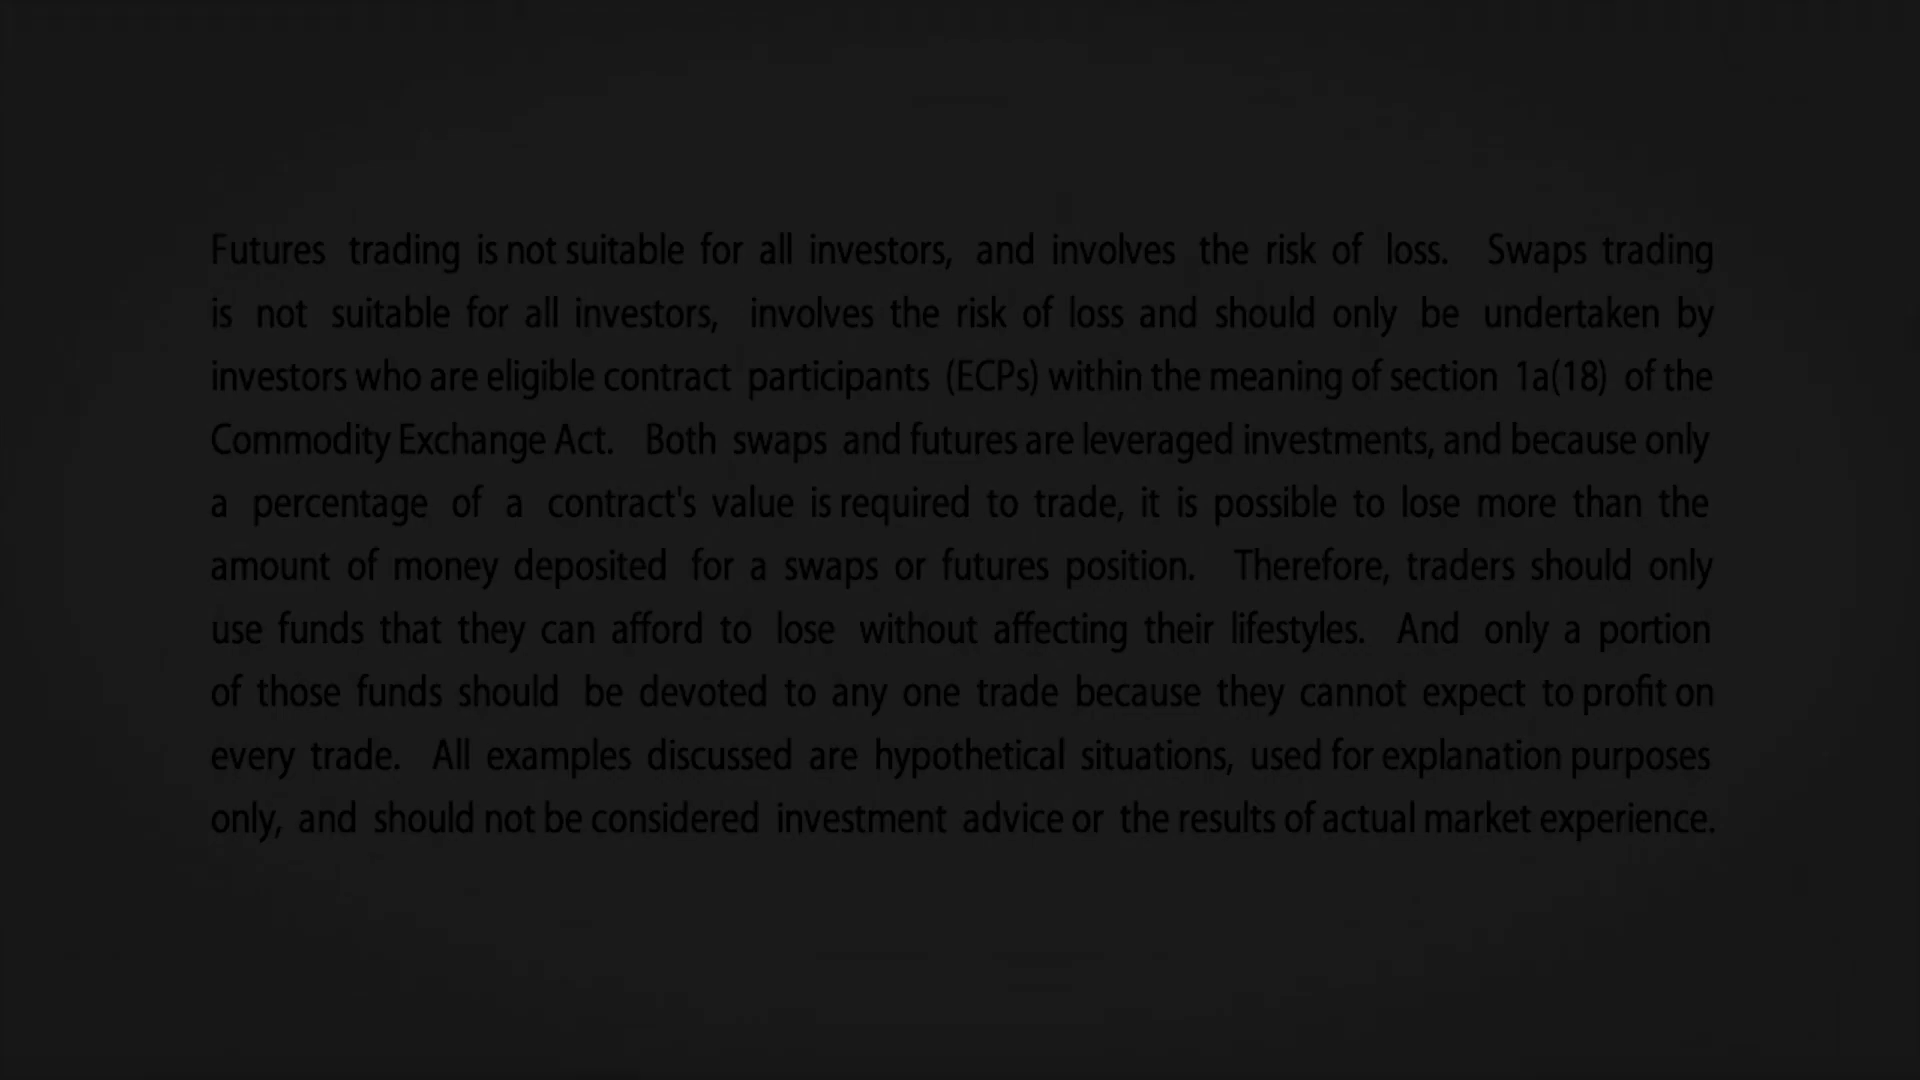 Futures trading is not suitable for all investors, and involves the risk of loss. Swaps trading
is not suitable for all investors, involves the risk of loss and should only be undertaken by
investors who are eligible contract participants (ECPs) within the meaning of section 1a(18) of the
Commodity Exchange Act. Both swaps and futures are leveraged investments, and because only
a percentage of a contract's value is required to trade, it is possible to lose more than the
amount of money deposited for a swaps or futures position. Therefore, traders should only
use funds that they can afford to lose without affecting their lifestyles. And only a portion
of those funds should be devoted to any one trade because they cannot expect to profit on
every trade. All examples discussed are hypothetical situations, used for explanation purposes
only, and should not be considered investment advice or the results of actual market experience.